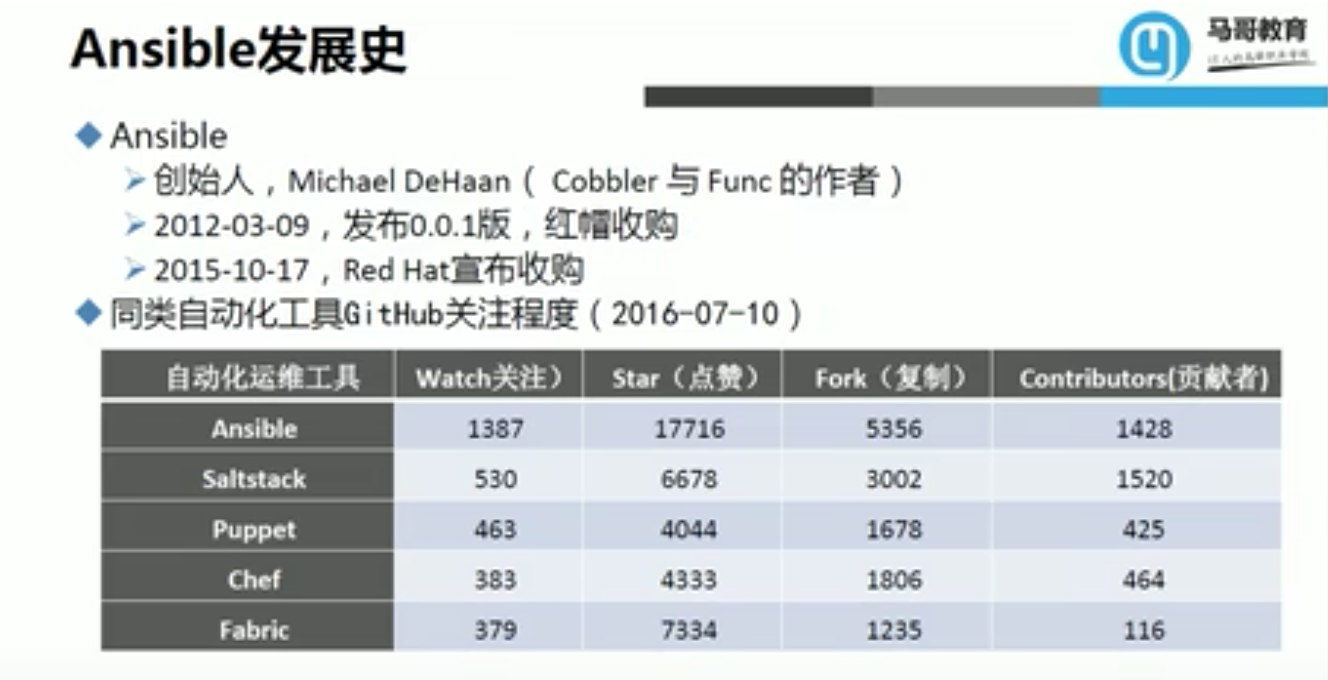 Ansible发展史
马哥教育
Ansible
创始人，Michael DeHaan（ Cobbler 与 Func 的作者）
2012-03-09，发布0.0.1版，红帽收购
2015-10-17，Red Hat宣布收购
同类自动化工具GitHub关注程度（2016-07-10）
自动化运维工具 Watch关注） Star（点赞） Fork（复制） Contributors(贡献者)
Ansible 1387 17716 5356 1428
Saltstack 530 6678 3002 1520
Puppet 463 4044 1678 425
Chef 383 4333 1806 464
Fabric 379 7334 1235 116